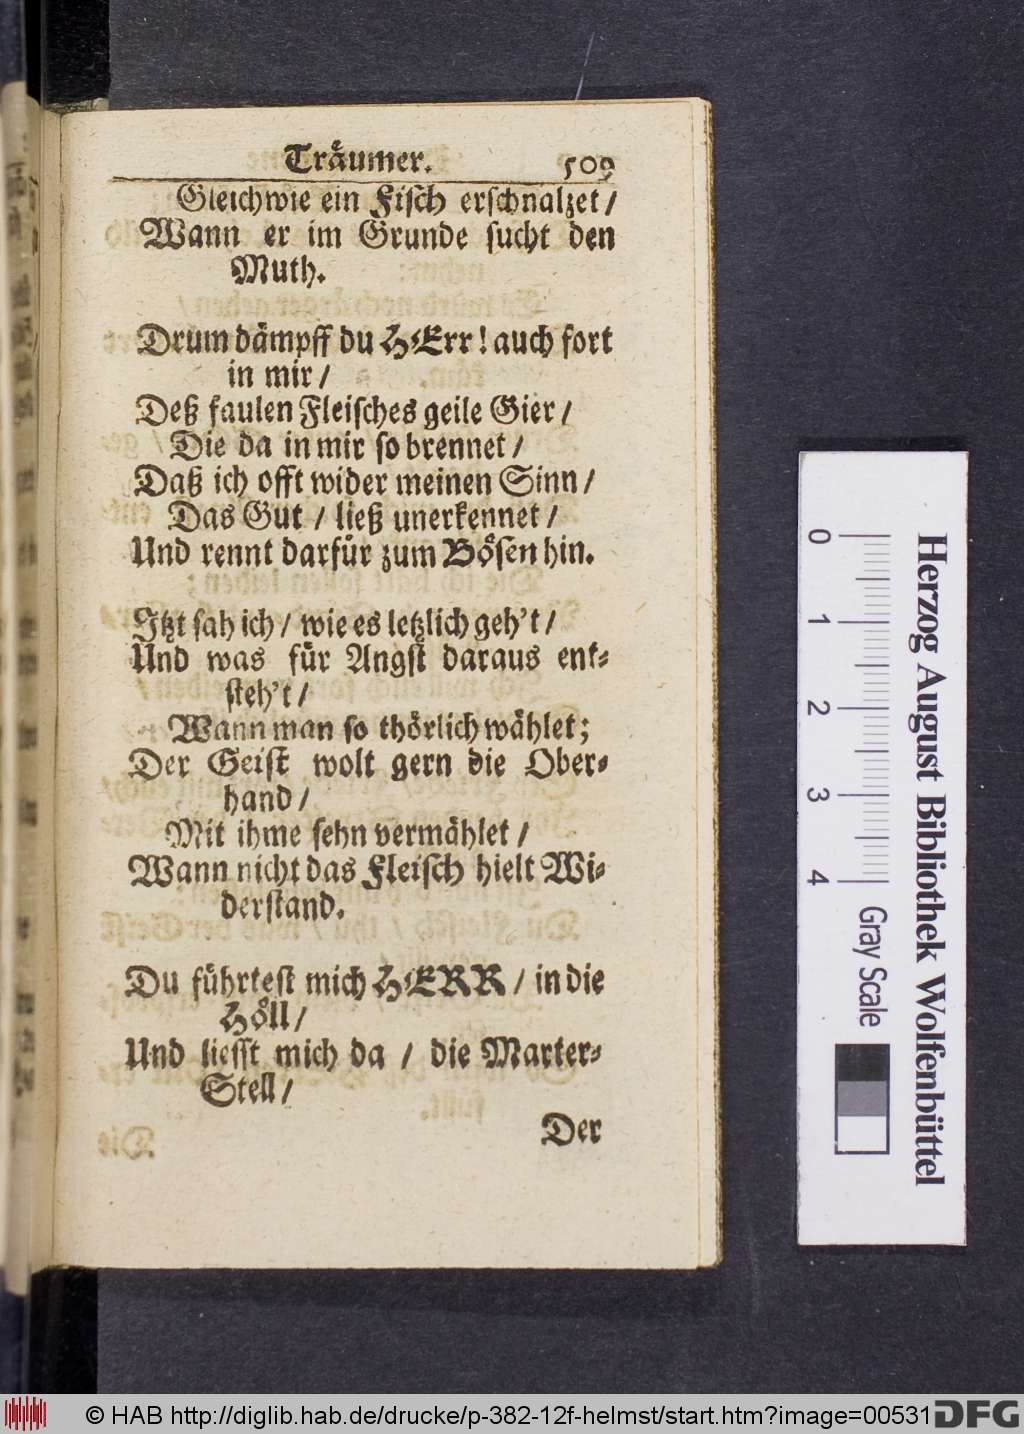 Träumer. 509
Gleichwie ein Fisch erschnalzet /
Wann er im Grunde sucht den
Muth.
Drum dämpff du HErr! auch fort
in mir /
Deß faulen Fleisches geile Gier /
Die da in mir so brennet /
Daß ich offt wider meinen Sinn /
Das Gut / ließ unerkennet /
Und rennt darfür zum Bösen hin.
Jtzt sah ich / wie es letzlich geh't /
Und was für Angst daraus ent-
steh't /
Wann man so thörlich wählet;
Der Geist wolt gern die Ober-
hand /
Mit ihme sehn vermählet /
Wann nicht das Fleisch hielt Wi-
derstand.
Du führtest mich HERR / in die
Höll /
Und liesst mich da / die Marter-
Stell /
Der
0 1 2 3 4
Gray Scale
Herzog August Bibliothek Wolfenbüttel
© HAB http://diglib.hab.de/drucke/p-382-12f-helmst/start.htm?image=00531
DFG